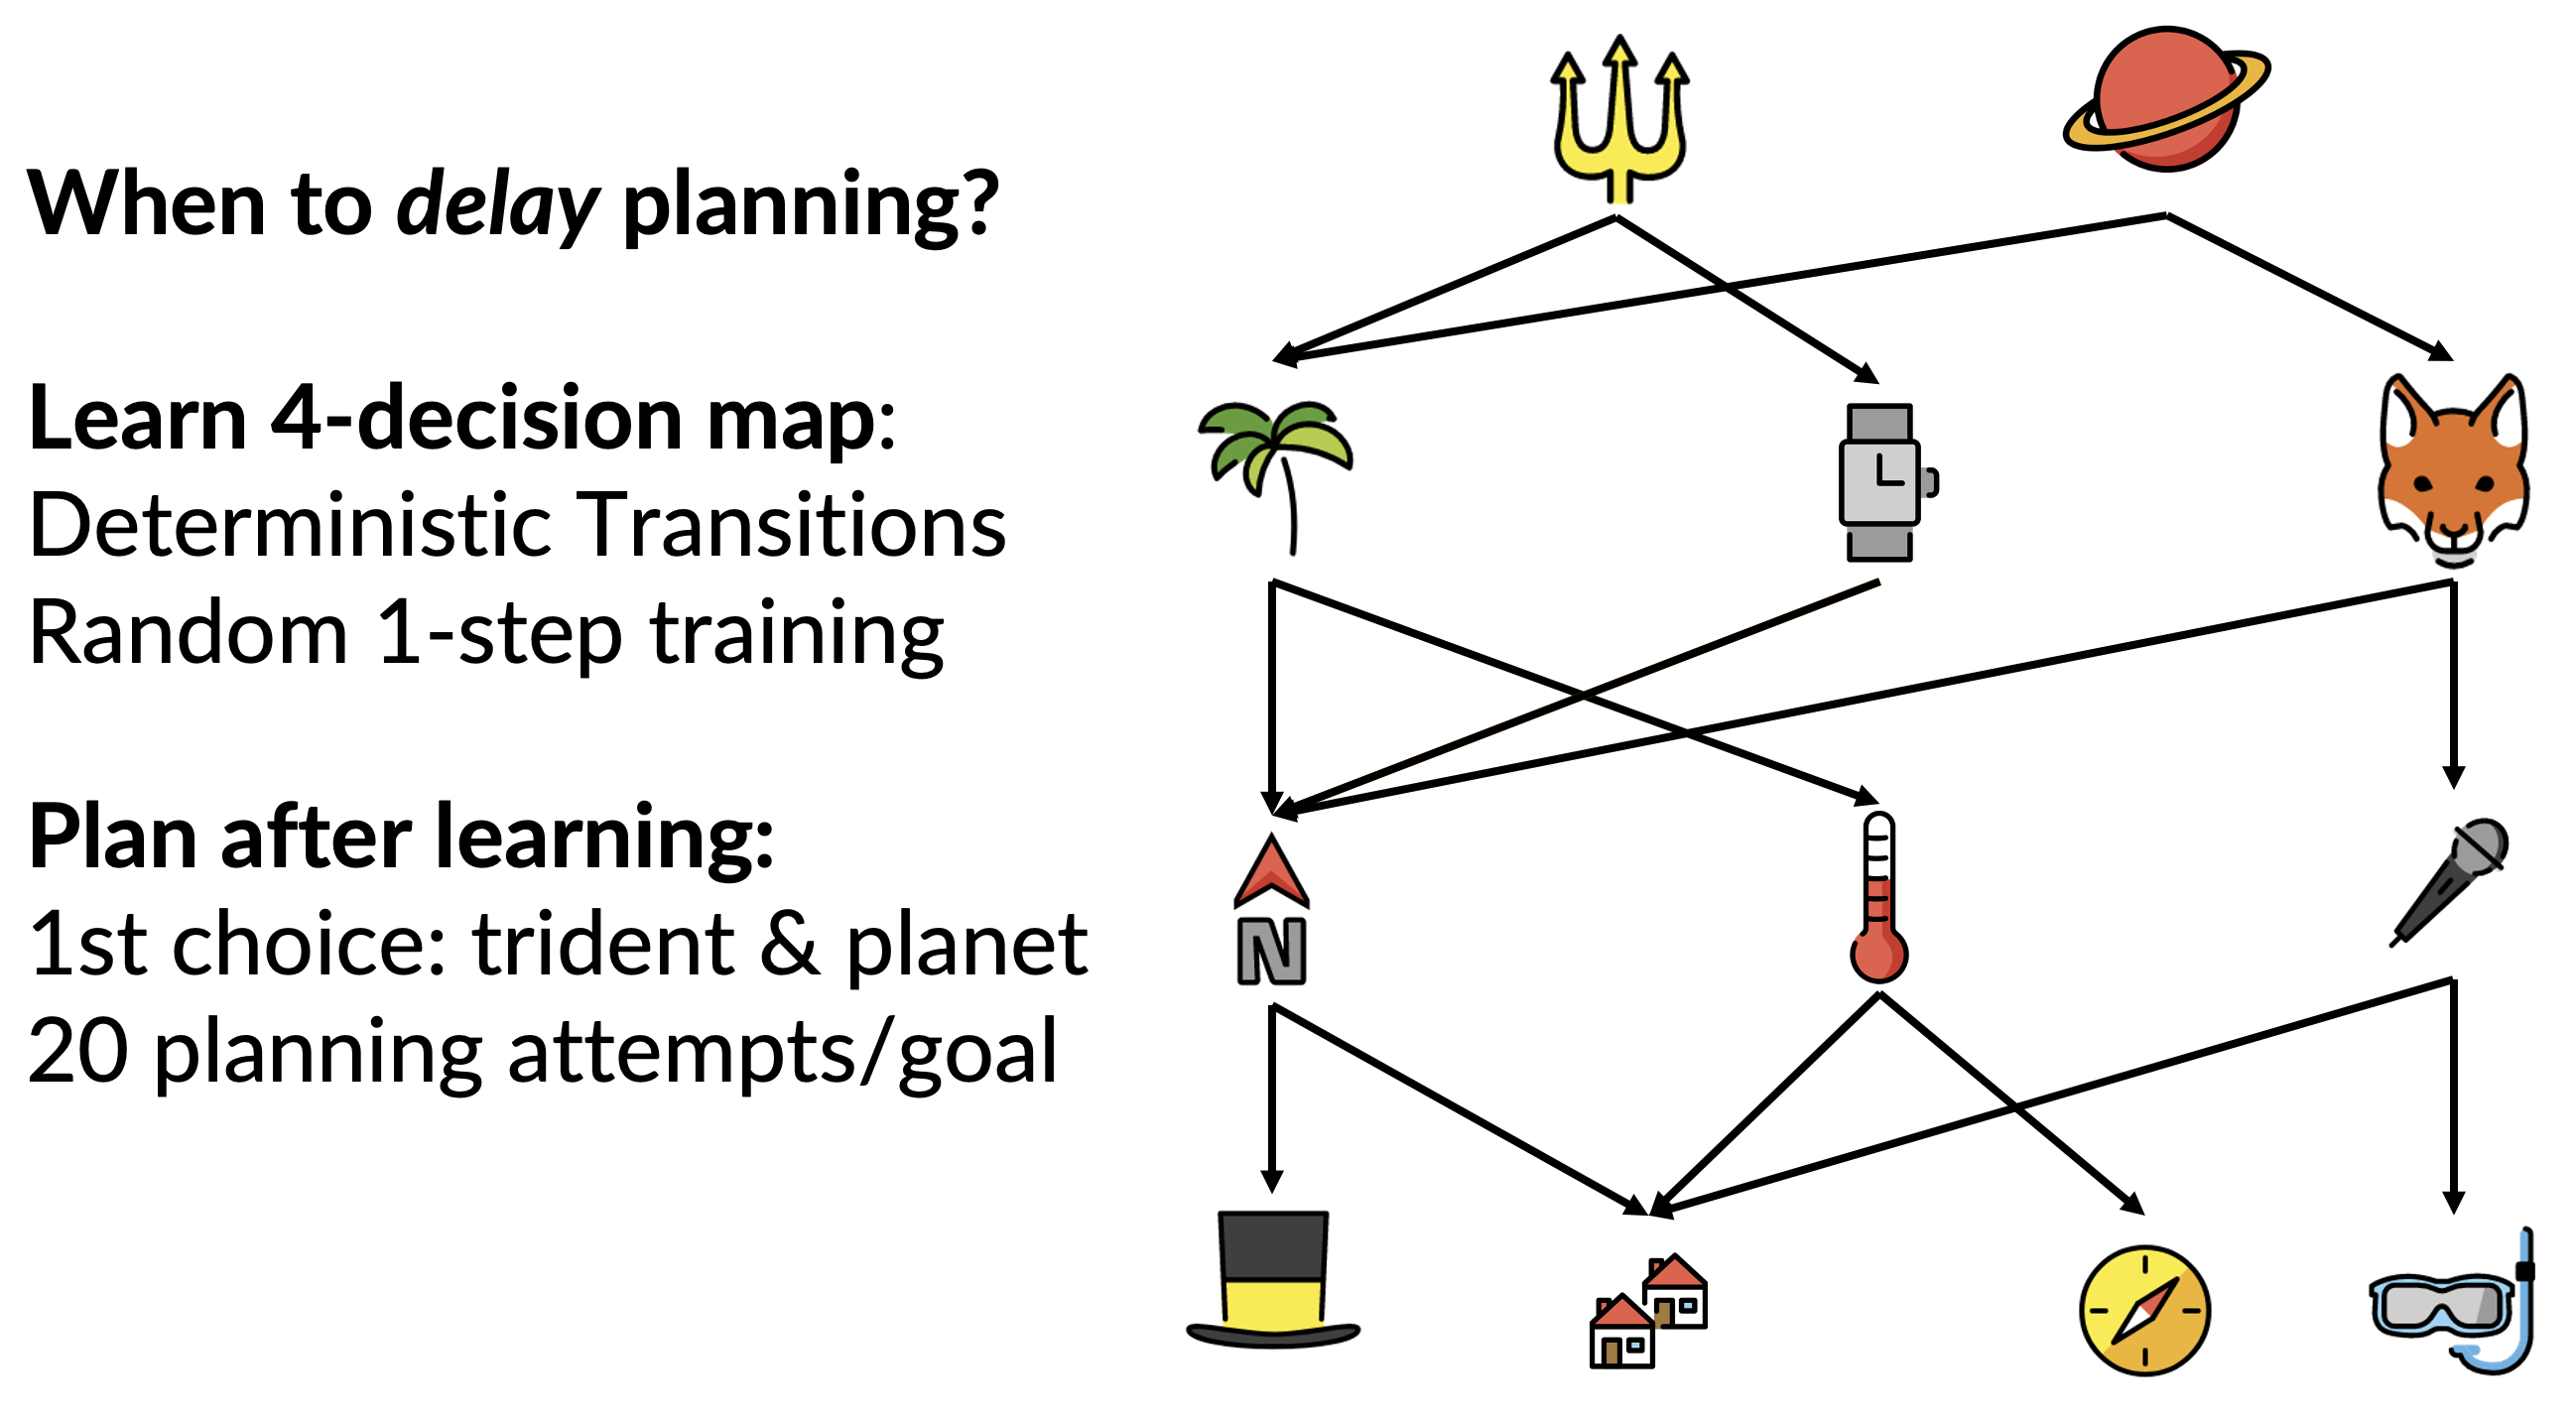 When to delay planning?
Learn 4-decision map:
Deterministic Transitions
Random 1-step training
Plan after learning:
1st choice: trident & planet
20 planning attempts/goal
N